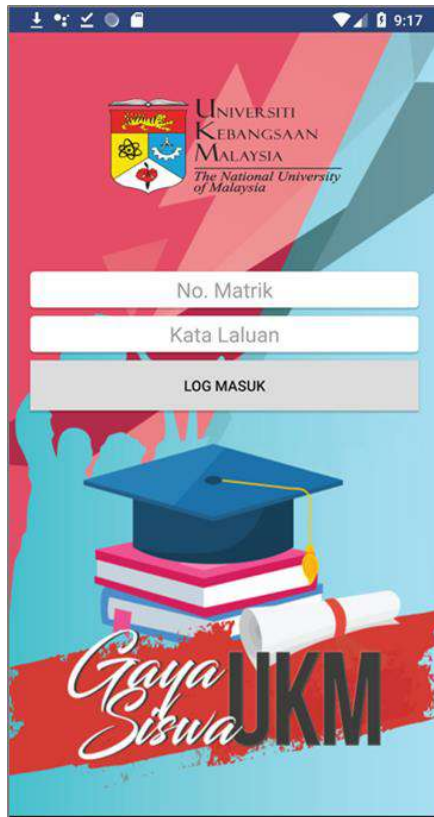 9:17
UNIVERSITI
KEBANGSAAN
MALAYSIA
The National University
of Malaysia
No. Matrik
Kata Laluan
LOG MASUK
Gaya
Siswa UKM